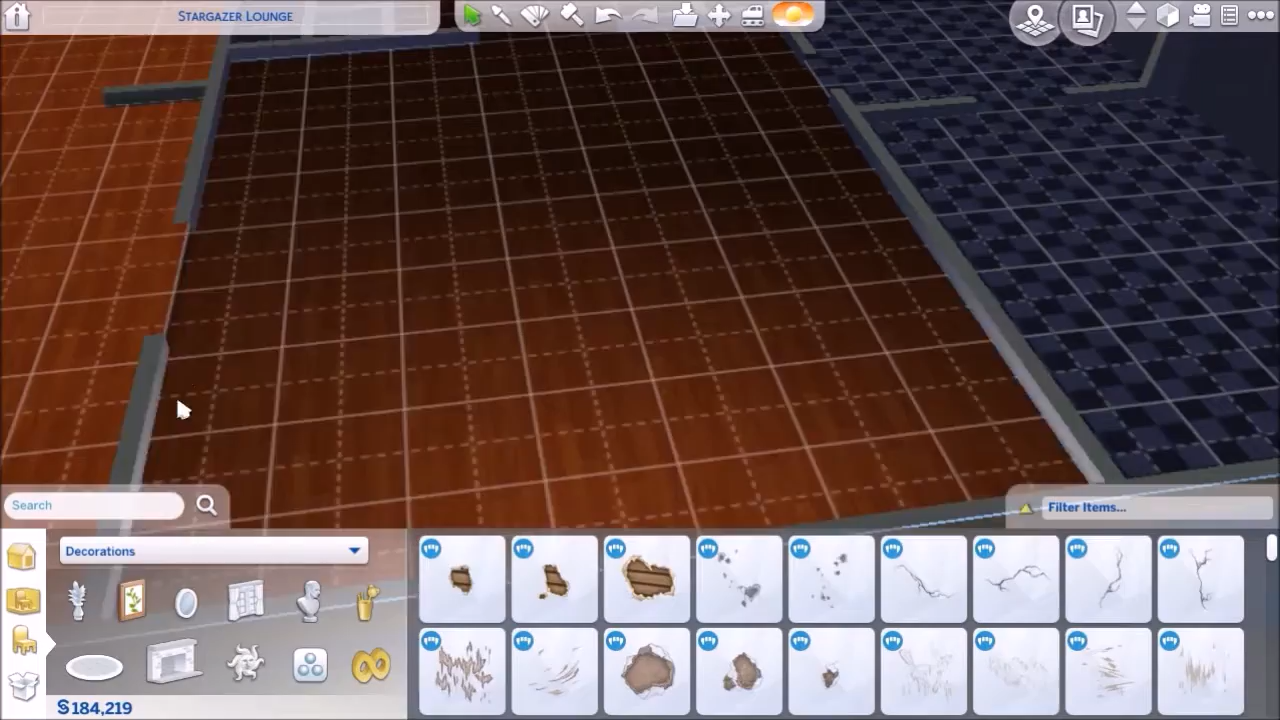 STARGAZER LOUNGE
Search
Filter Items...
Decorations
§184,219